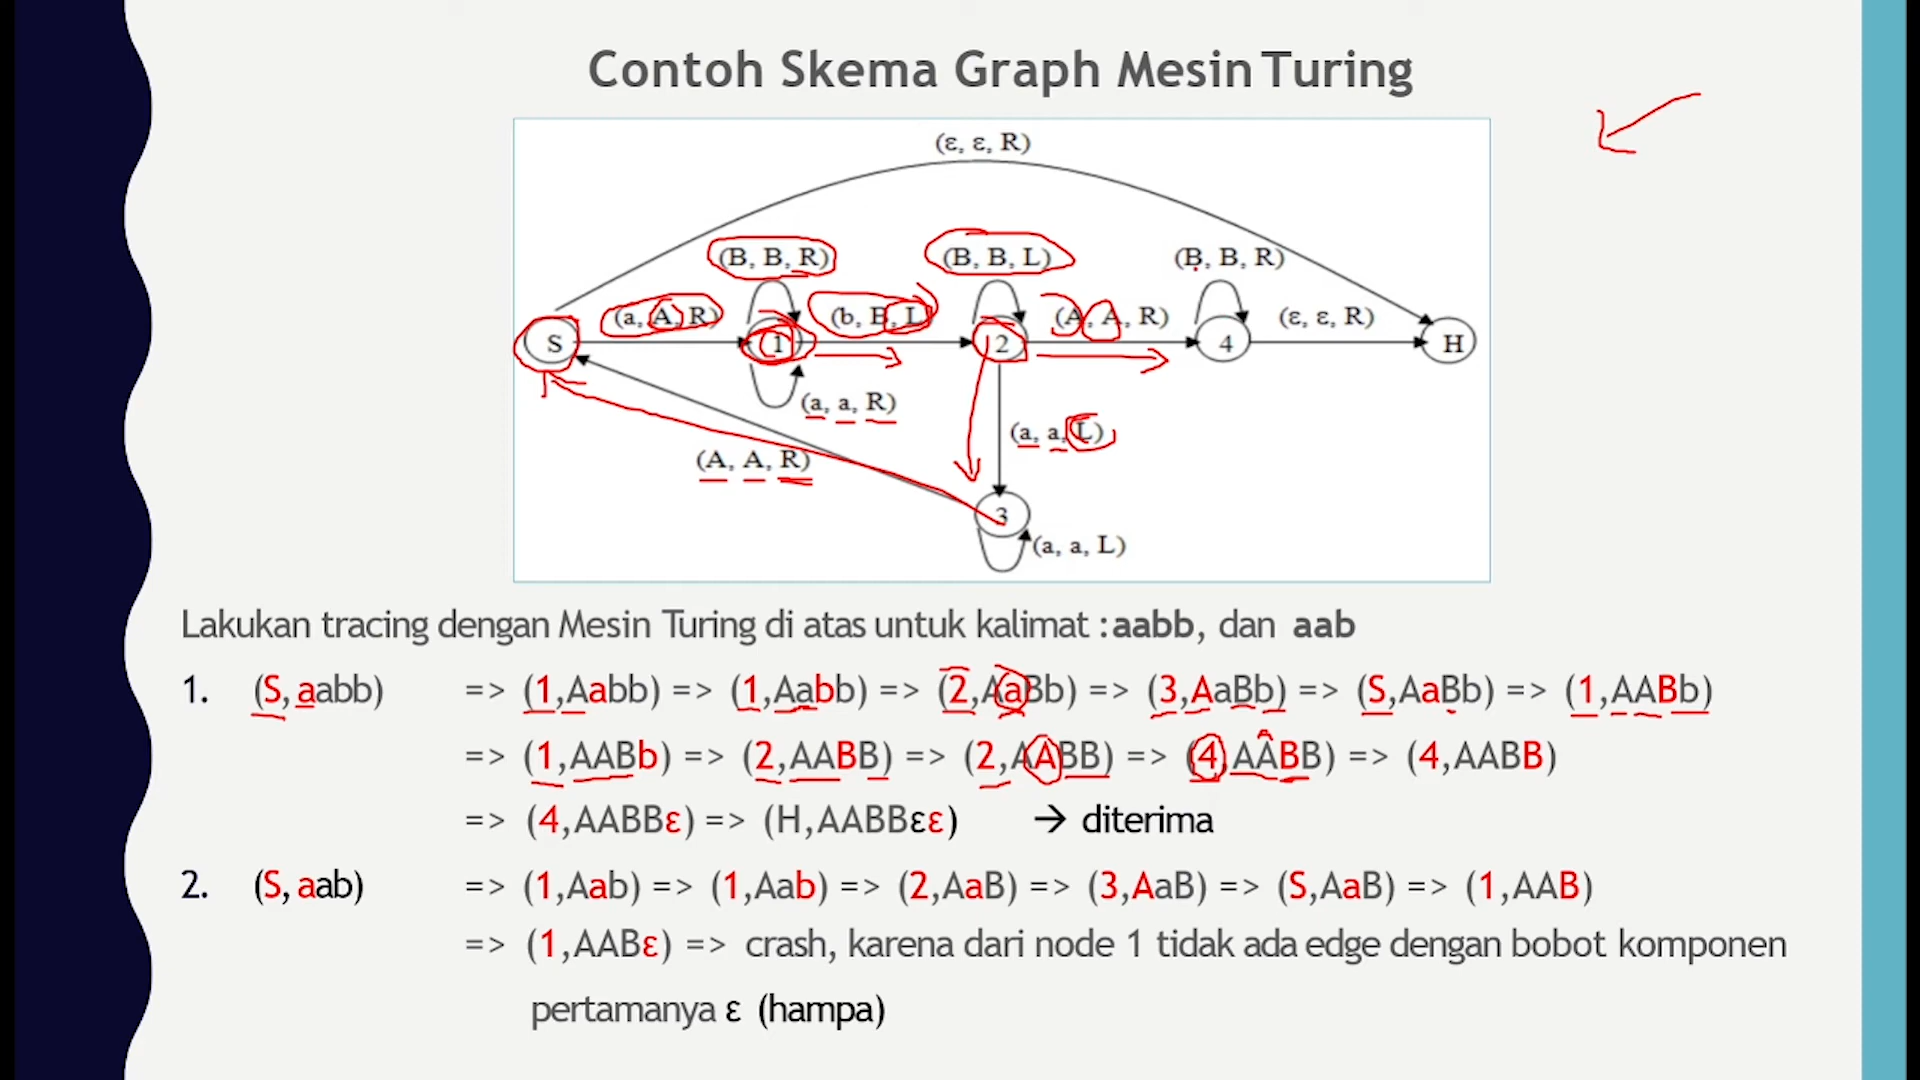 Contoh Skema Graph Mesin Turing
(ε, ε, R)
(B, B, R) (B, B, L) (B, B, R)
(a, A, R) (b, B, L) (A, A, R) (ε, ε, R)
S 1 2 4 H
(a, a, R)
(a, a, L)
(A, A, R)
3
(a, a, L)
Lakukan tracing dengan Mesin Turing di atas untuk kalimat : aabb, dan aab
1. (S, aabb) => (1,Aabb) => (1,Aabb) => (2,AaBb) => (3,AaBb) => (S,AaBb) => (1,AABb)
=> (1,AABb) => (2,AABB) => (2,AABB) => (4,AABB) => (4,AABB)
=> (4,AABBε) => (H,AABBεε) → diterima
2. (S, aab) => (1,Aab) => (1,Aab) => (2,AaB) => (3,AaB) => (S,AaB) => (1,AAB)
=> (1,AABε) => crash, karena dari node 1 tidak ada edge dengan bobot komponen
pertamanya ε (hampa)